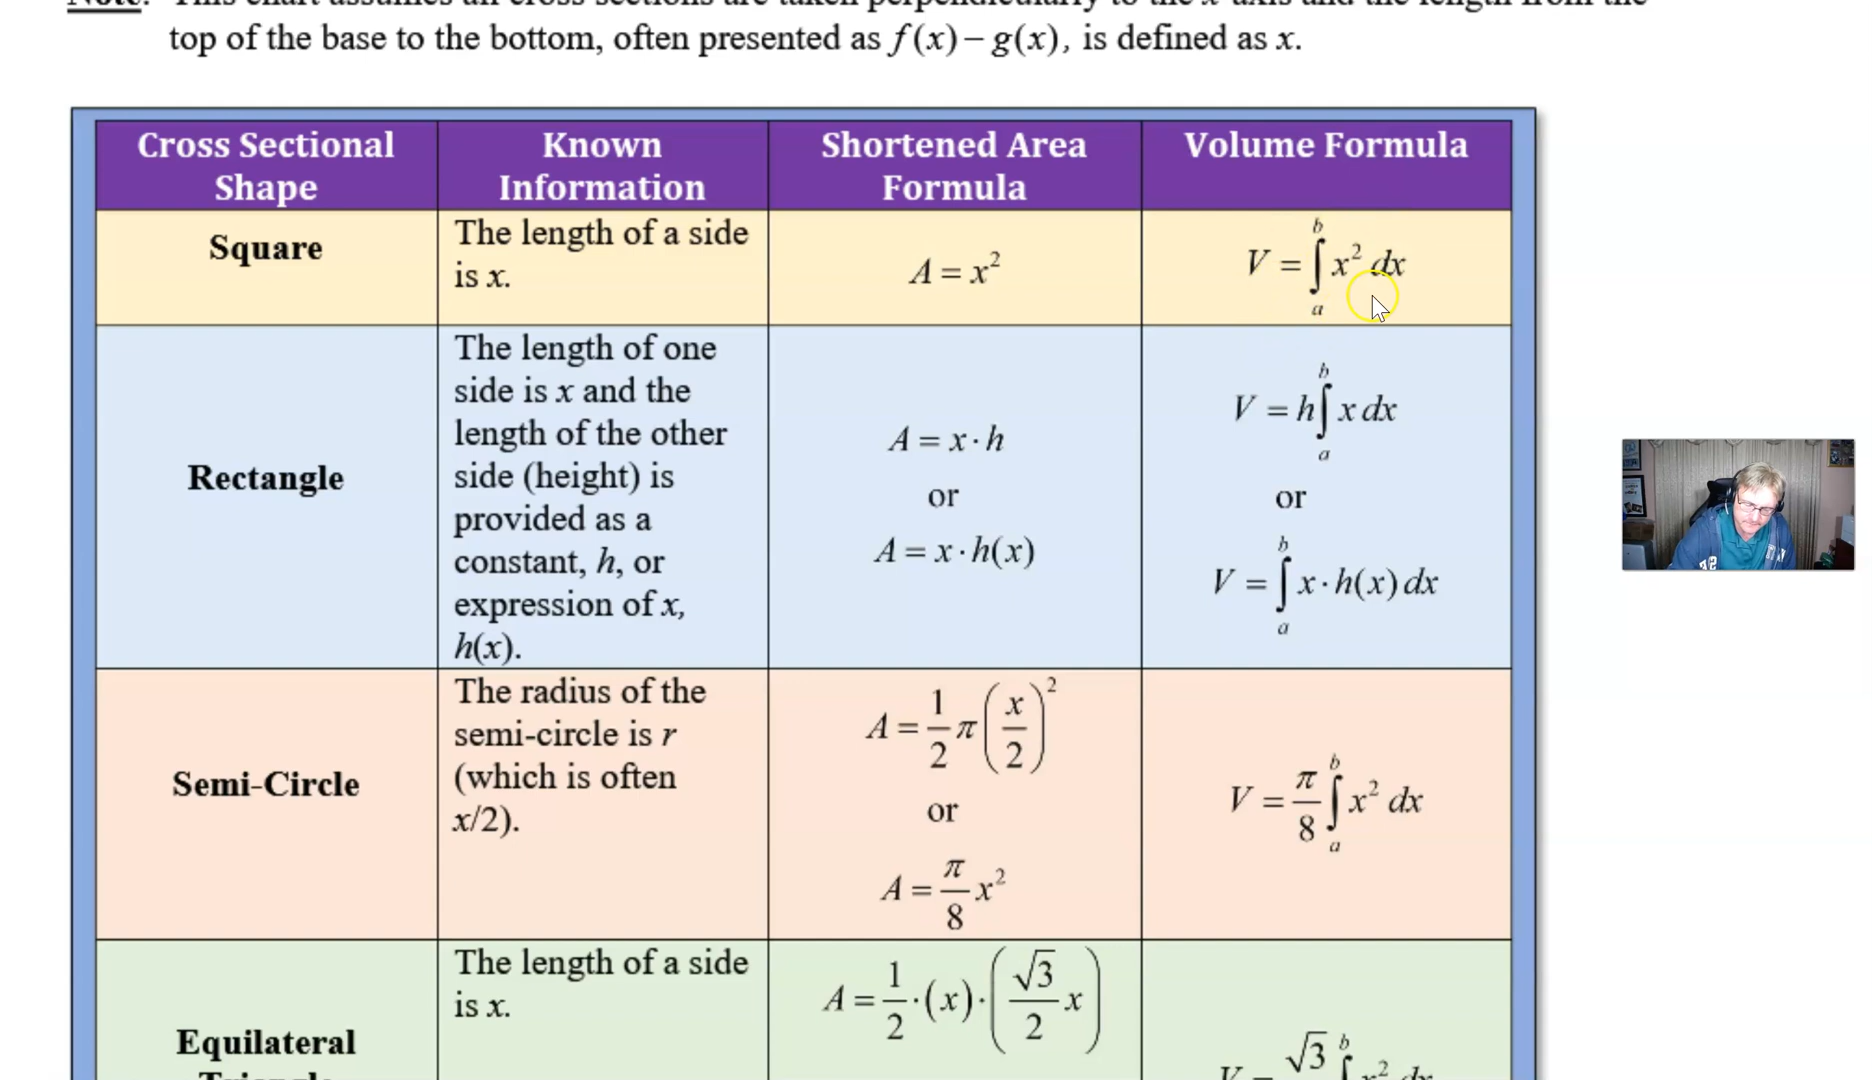 top of the base to the bottom, often presented as f(x) − g(x), is defined as x.
Cross Sectional Shape
Known Information
Shortened Area Formula
Volume Formula
Square
The length of a side
is x.
A = x²
V = ∫ₐᵇ x² dx
Rectangle
The length of one
side is x and the
length of the other
side (height) is
provided as a
constant, h, or
expression of x,
h(x).
A = x · h
or
A = x · h(x)
V = h∫ₐᵇ x dx
or
V = ∫ₐᵇ x · h(x) dx
Semi-Circle
The radius of the
semi-circle is r
(which is often
x/2).
A = 1/2 π (x/2)²
or
A = π/8 x²
V = π/8 ∫ₐᵇ x² dx
Equilateral
Triangle
The length of a side
is x.
A = 1/2 · (x) · (√3/2 x)